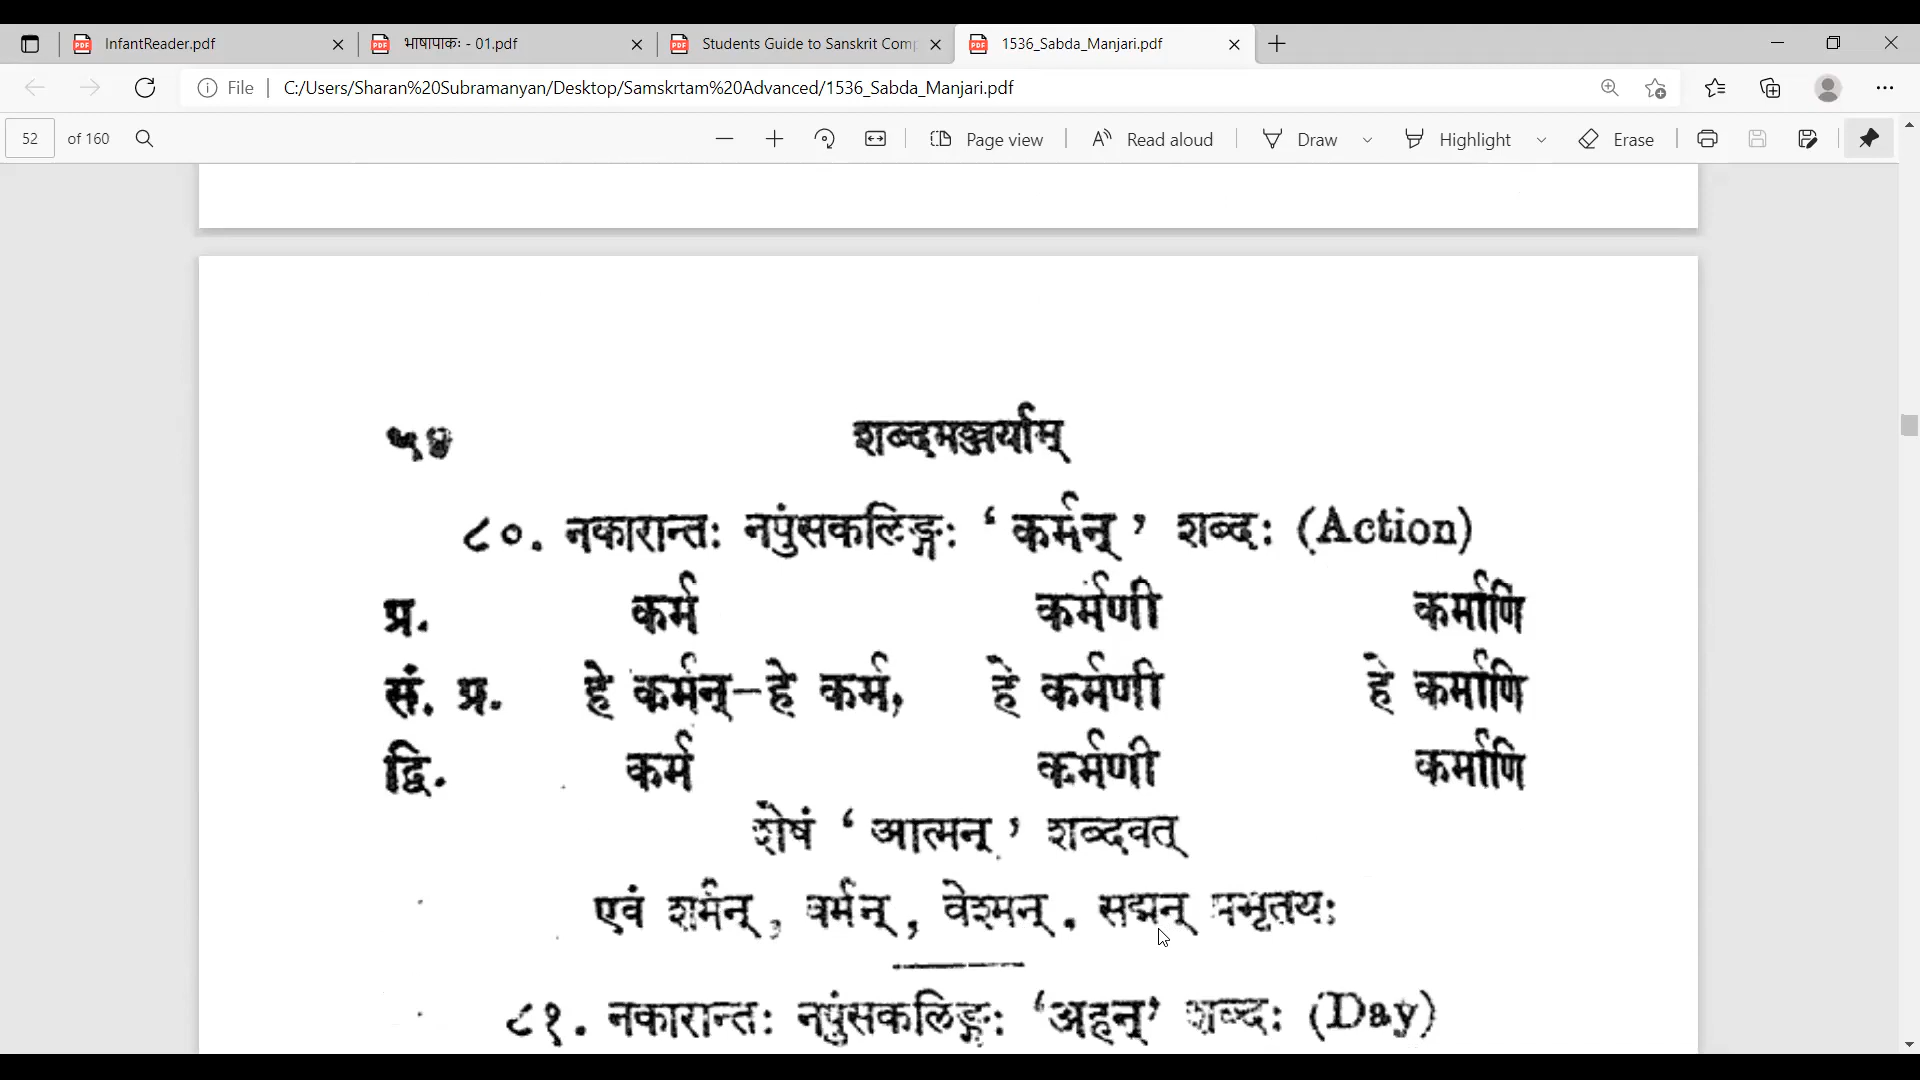 InfantReader.pdf
भाषापाकः - 01.pdf
Students Guide to Sanskrit Comp
1536_Sabda_Manjari.pdf
File C:/Users/Sharan%20Subramanyan/Desktop/Samskrtam%20Advanced/1536_Sabda_Manjari.pdf
52 of 160 Page view Read aloud Draw Highlight Erase
५४ शब्दमञ्जर्याम्
८०. नकारान्तः नपुंसकलिङ्गः ‘ कर्मन् ’ शब्दः (Action)
प्र. कर्म कर्मणी कर्माणि
सं. प्र. हे कर्मन्–हे कर्म, हे कर्मणी हे कर्माणि
द्वि. कर्म कर्मणी कर्माणि
शेषं ‘ आत्मन् ’ शब्दवत्
एवं शर्मन् , वर्मन् , वेश्मन् . सद्मन् प्रभृतयः
८१. नकारान्तः नपुंसकलिङ्गः ‘अहन्’ शब्दः (Day)